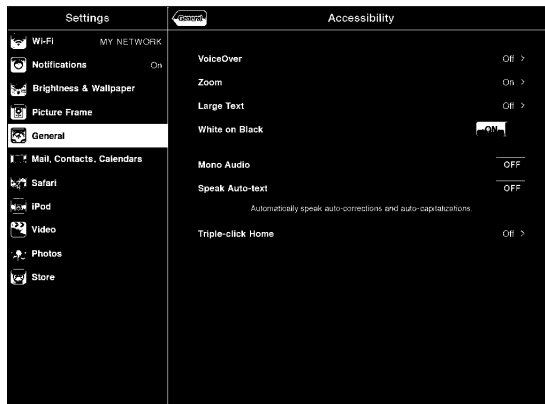 Settings
Wi-Fi MY NETWORK
Notifications On
Brightness & Wallpaper
Picture Frame
General
Mail, Contacts, Calendars
Safari
iPod
Video
Photos
Store
General Accessibility
VoiceOver Off >
Zoom On >
Large Text Off >
White on Black ON
Mono Audio OFF
Speak Auto-text OFF
Automatically speak auto-corrections and auto-capitalizations.
Triple-click Home Off >